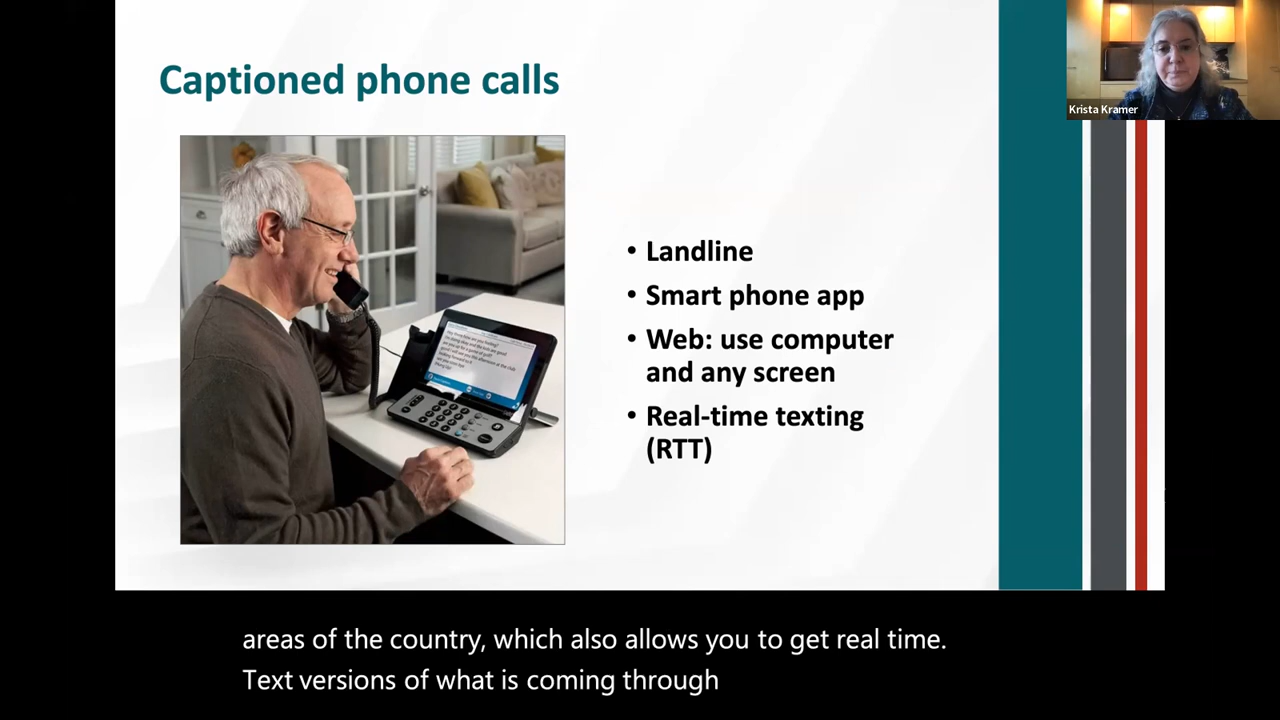 Captioned phone calls
Krista Kramer
• Landline
• Smart phone app
• Web: use computer
and any screen
• Real-time texting
(RTT)
areas of the country, which also allows you to get real time.
Text versions of what is coming through